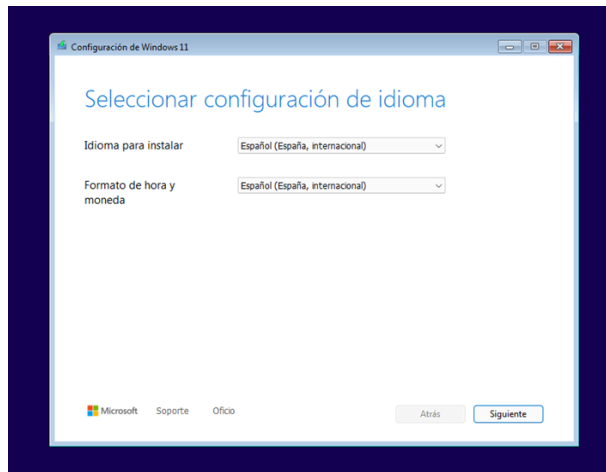 Configuración de Windows 11
Seleccionar configuración de idioma
Idioma para instalar
Español (España, internacional)
Formato de hora y
moneda
Español (España, internacional)
Microsoft
Soporte
Oficio
Atrás
Siguiente